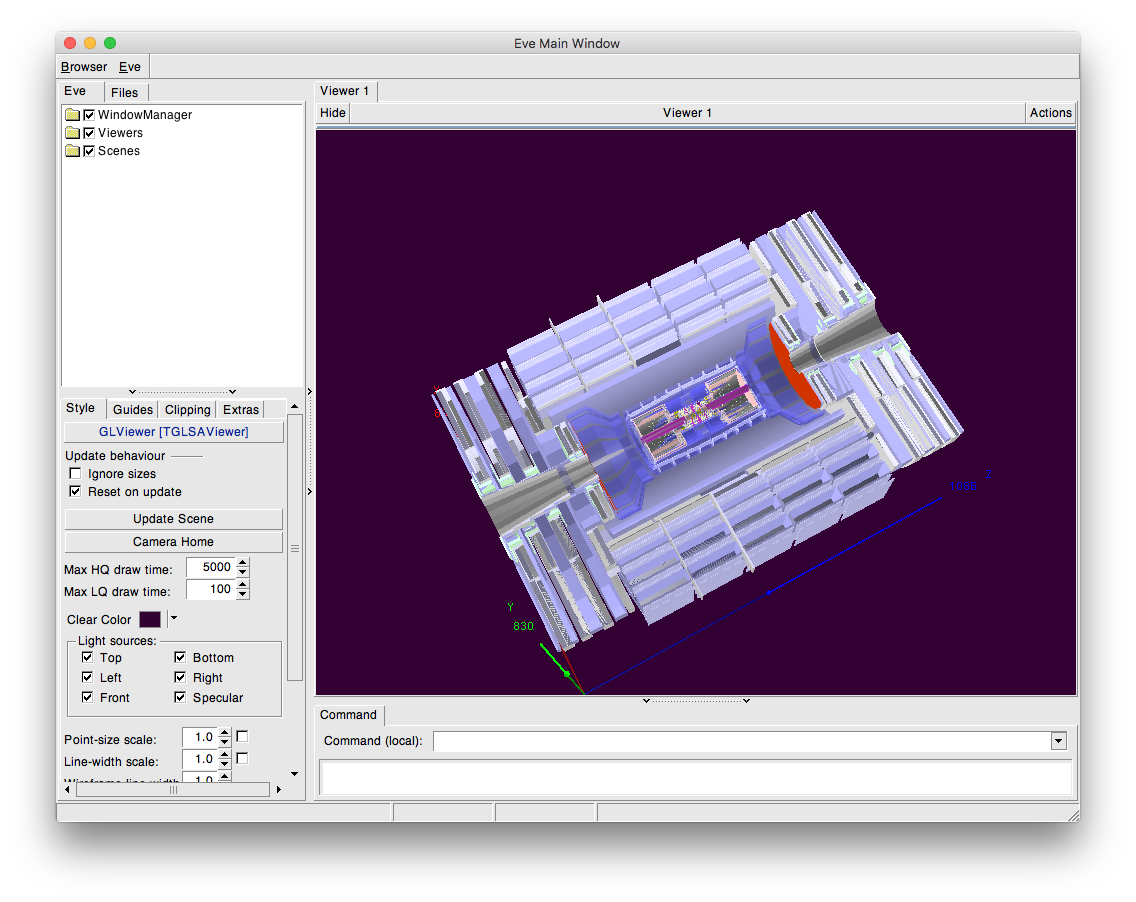 Eve Main Window
Browser Eve
Eve Files
WindowManager
Viewers
Scenes
Style Guides Clipping Extras
GLViewer [TGLSAViewer]
Update behaviour
Ignore sizes
Reset on update
Update Scene
Camera Home
Max HQ draw time: 5000
Max LQ draw time: 100
Clear Color
Light sources:
Top Bottom
Left Right
Front Specular
Point-size scale: 1.0
Line-width scale: 1.0
Wireframe line-width 1.0
Viewer 1
Hide Viewer 1 Actions
Y
830
Command
Command (local):